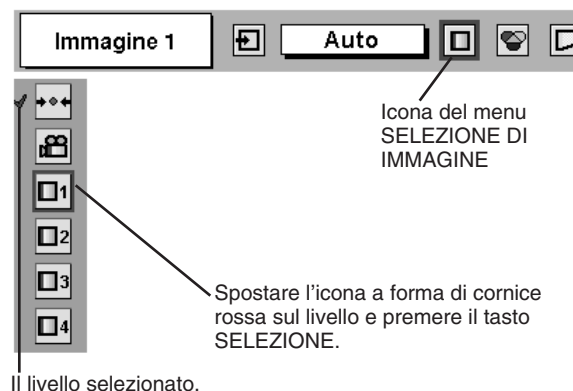 Immagine 1
Auto
Icona del menu
SELEZIONE DI
IMMAGINE
1
2
3
4
Spostare l'icona a forma di cornice
rossa sul livello e premere il tasto
SELEZIONE.
Il livello selezionato.